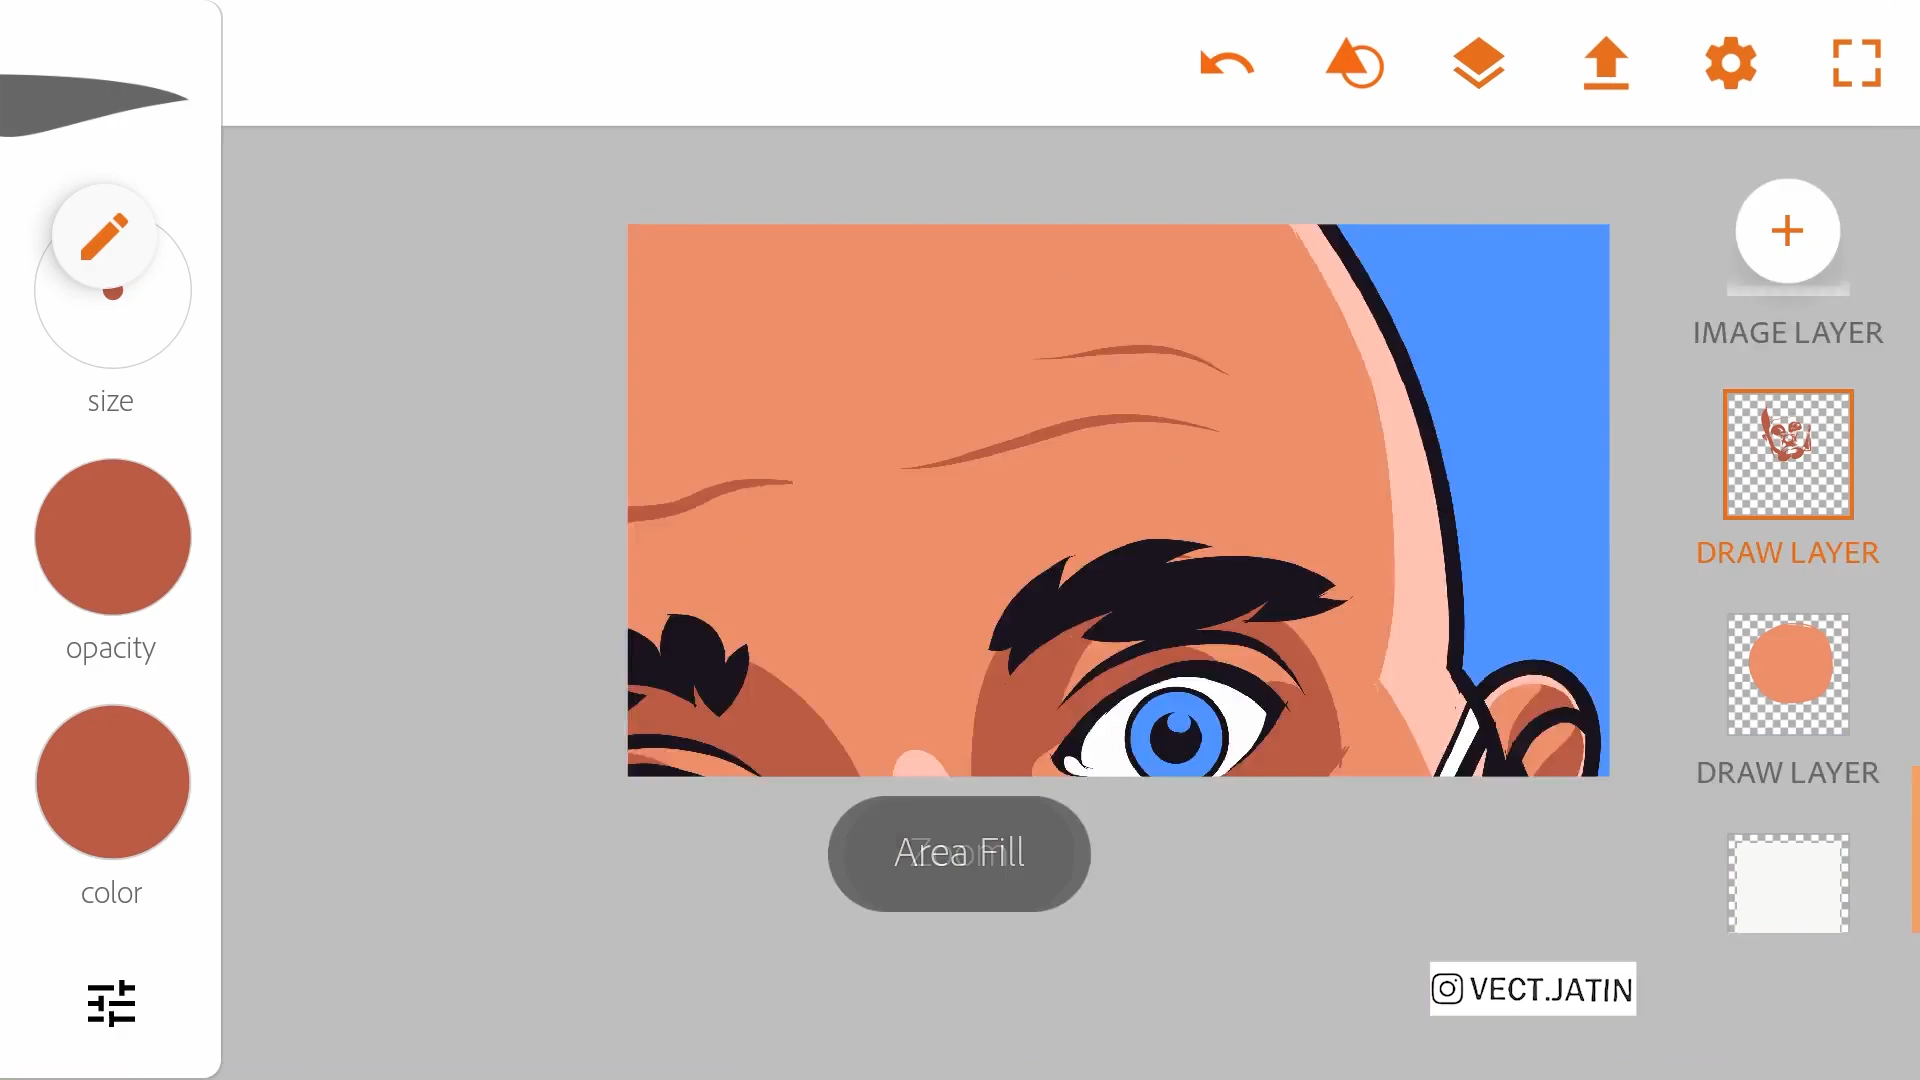 size
opacity
color
IMAGE LAYER
DRAW LAYER
DRAW LAYER
Area Fill
VECT.JATIN